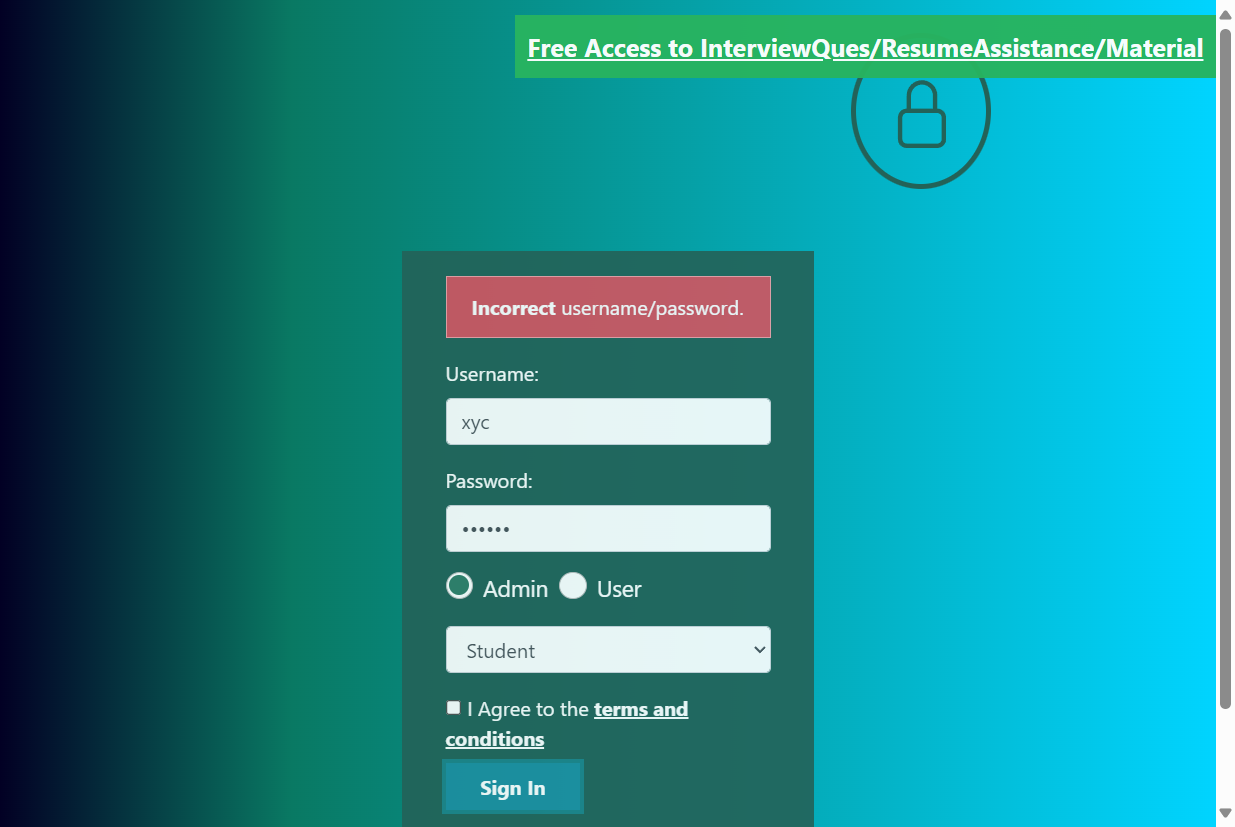 Free Access to InterviewQues/ResumeAssistance/Material
Incorrect username/password.
Username:
xyc
Password:
••••••
Admin User
Student
I Agree to the terms and
conditions
Sign In